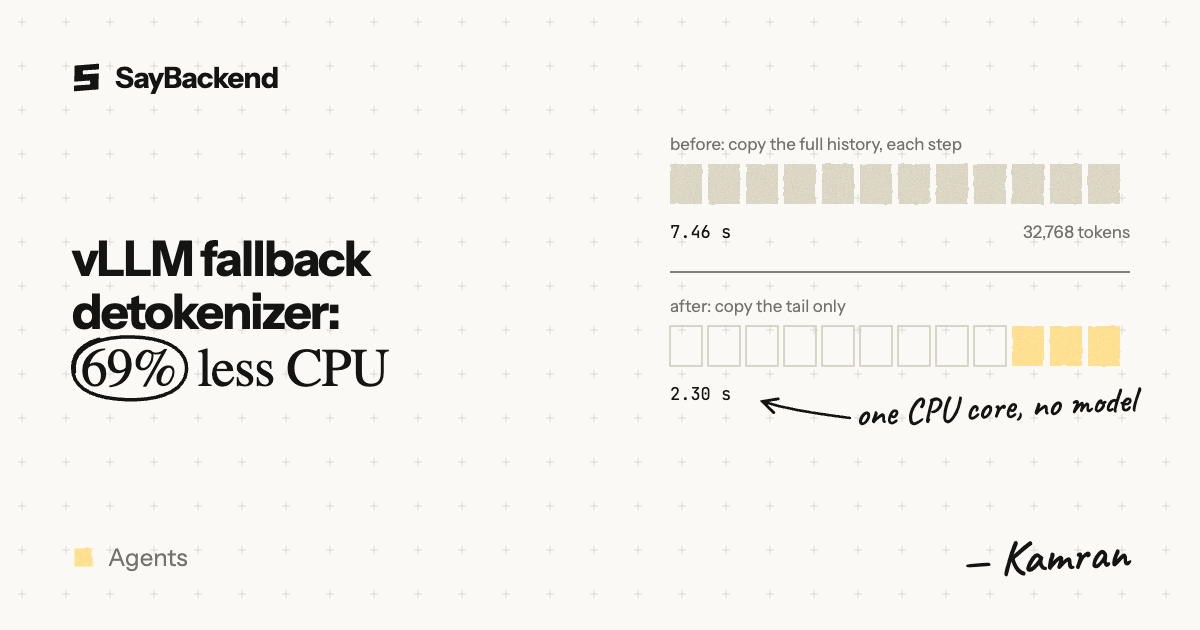 SayBackend
vLLM fallback
detokenizer:
69% less CPU
before: copy the full history, each step
7.46 s
32,768 tokens
after: copy the tail only
2.30 s
one CPU core, no model
Agents
— Kamran